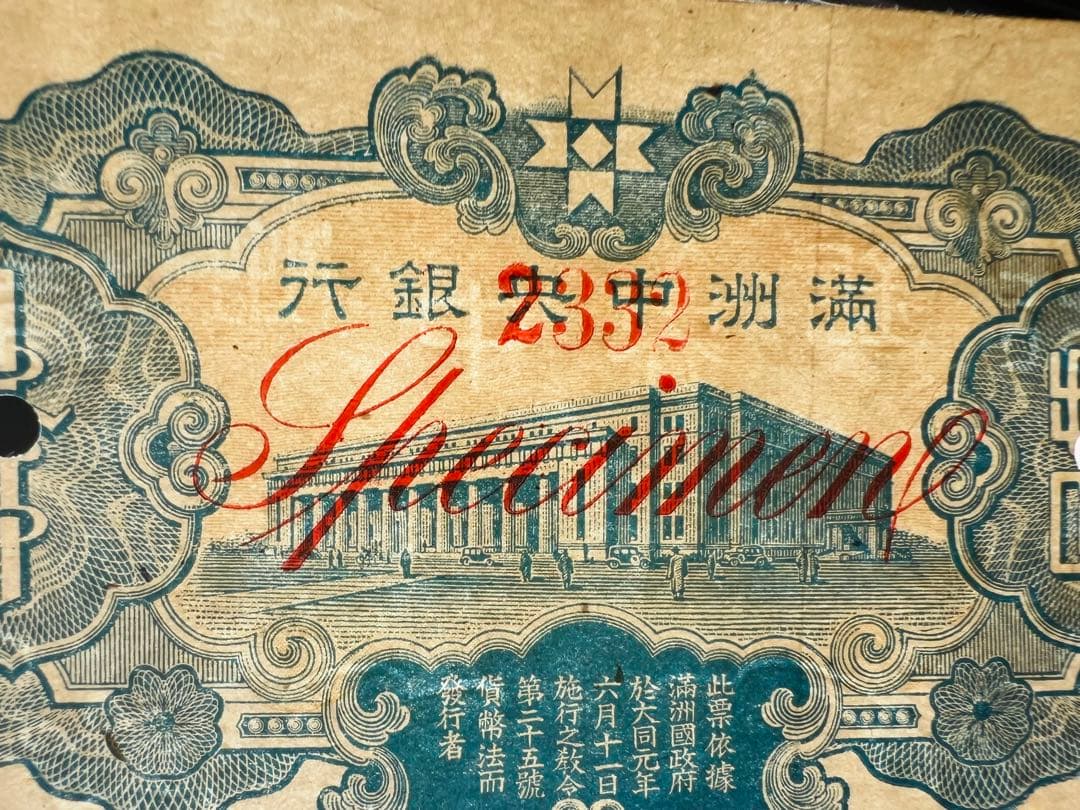 滿洲中央銀行
2332
Specimen
此票依據
滿洲國政府
於大同元年
六月十一日
施行之敎令
第二十五號
貨幣法而
發行者